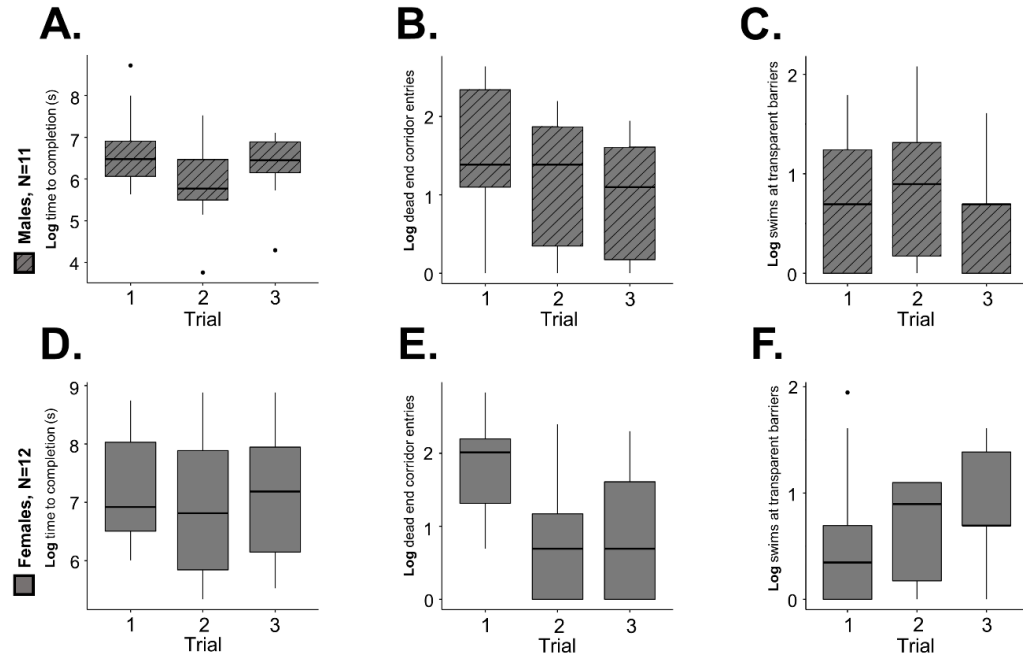 A.
B.
C.
Males, N=11
Log time to completion (s)
8
7
6
5
4
1 2 3
Trial
Log dead end corridor entries
2
1
0
1 2 3
Trial
Log swims at transparent barriers
2
1
0
1 2 3
Trial
D.
E.
F.
Females, N=12
Log time to completion (s)
9
8
7
6
1 2 3
Trial
Log dead end corridor entries
2
1
0
1 2 3
Trial
Log swims at transparent barriers
2
1
0
1 2 3
Trial